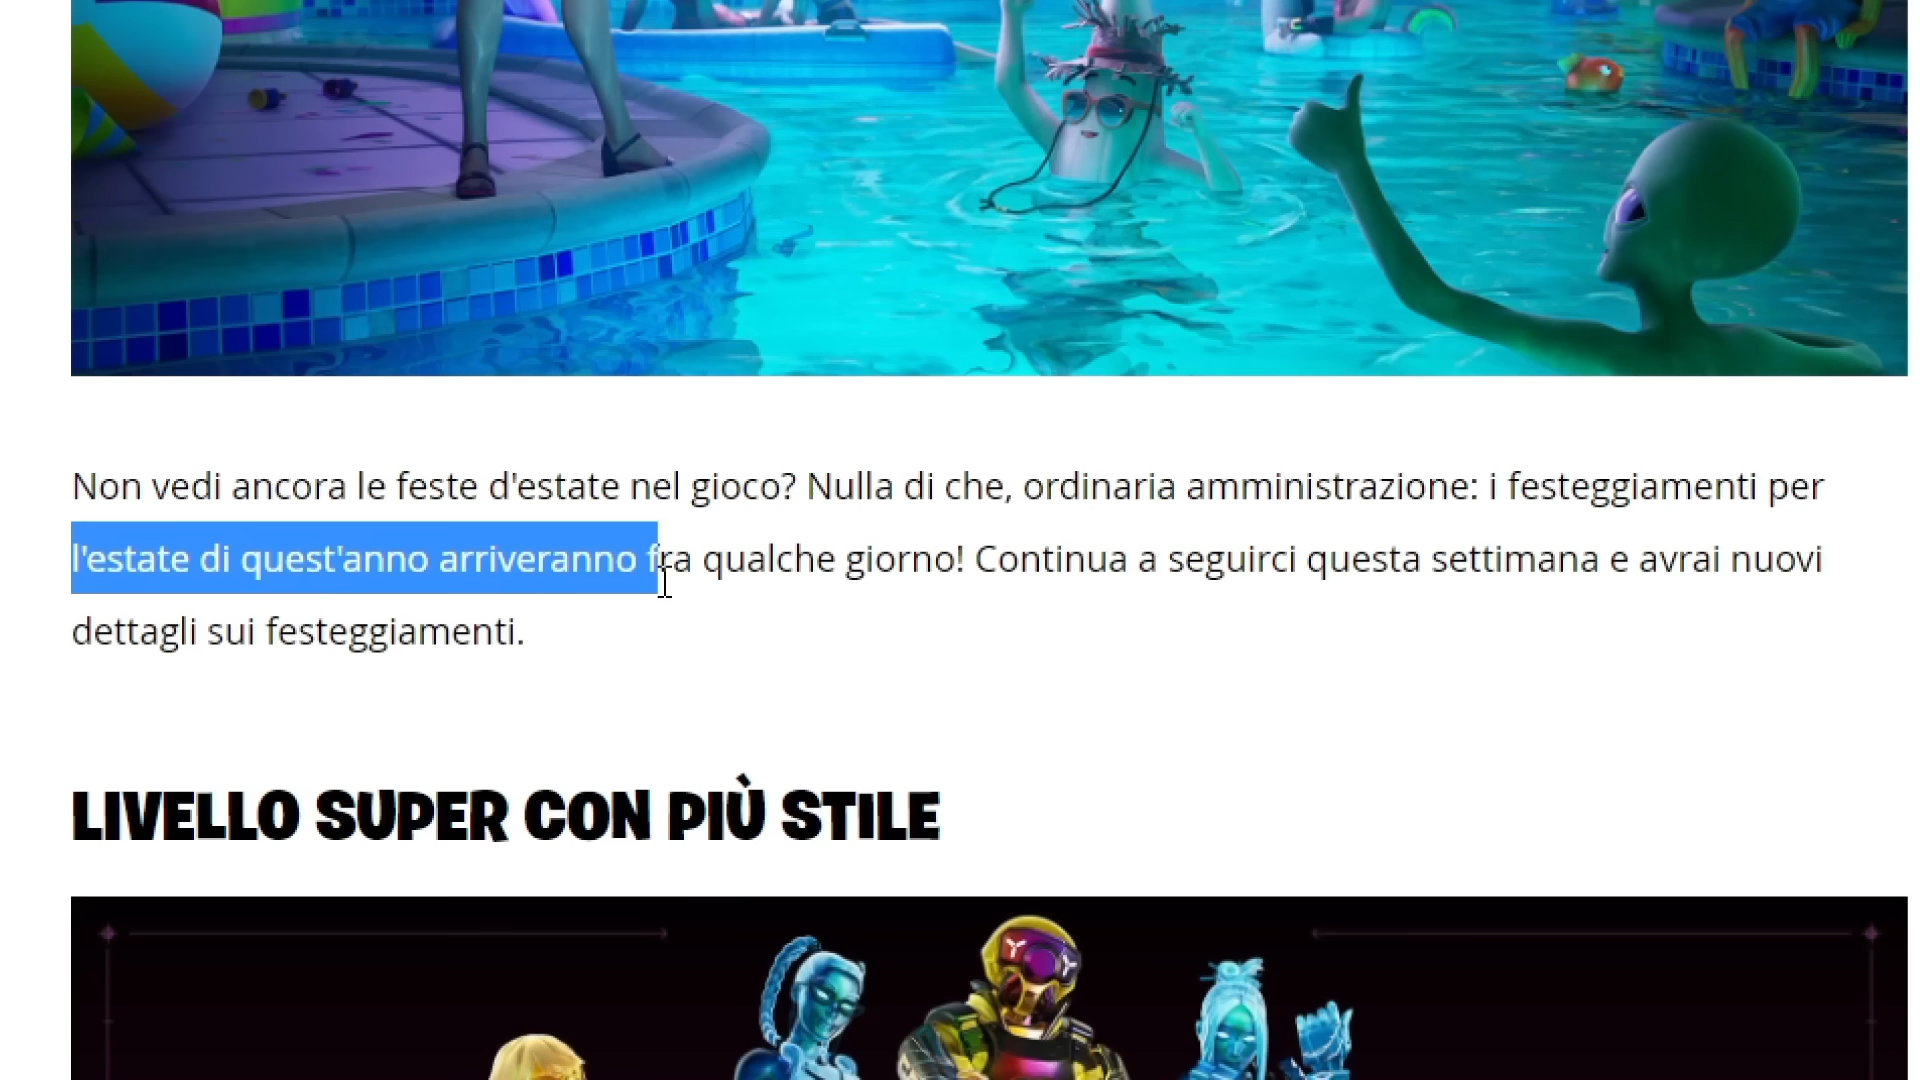 Non vedi ancora le feste d'estate nel gioco? Nulla di che, ordinaria amministrazione: i festeggiamenti per
l'estate di quest'anno arriveranno fra qualche giorno! Continua a seguirci questa settimana e avrai nuovi
dettagli sui festeggiamenti.
LIVELLO SUPER CON PIÙ STILE